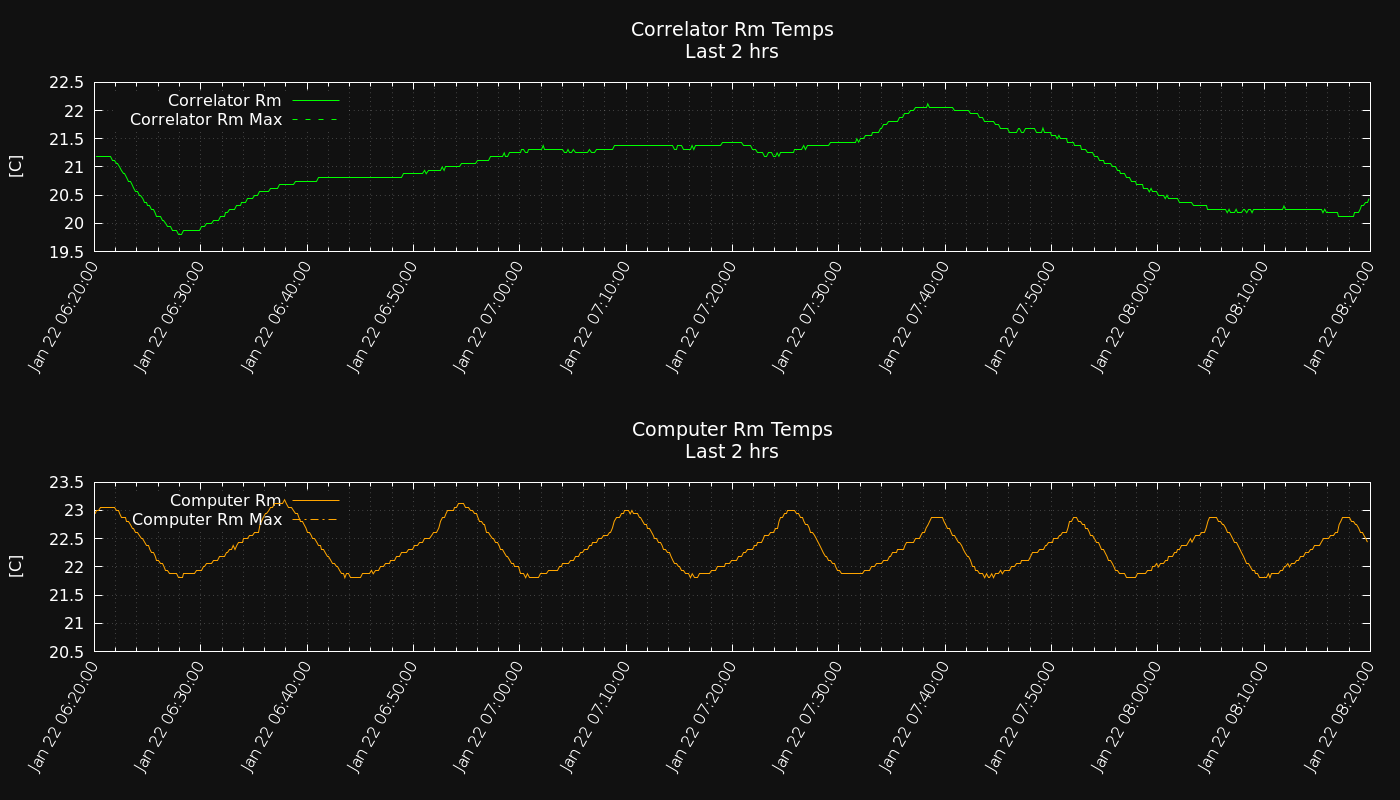 Correlator Rm Temps
Last 2 hrs
Correlator Rm
Correlator Rm Max
[C]
22.5
22
21.5
21
20.5
20
19.5
Jan 22 06:20:00
Jan 22 06:30:00
Jan 22 06:40:00
Jan 22 06:50:00
Jan 22 07:00:00
Jan 22 07:10:00
Jan 22 07:20:00
Jan 22 07:30:00
Jan 22 07:40:00
Jan 22 07:50:00
Jan 22 08:00:00
Jan 22 08:10:00
Jan 22 08:20:00
Computer Rm Temps
Last 2 hrs
Computer Rm
Computer Rm Max
[C]
23.5
23
22.5
22
21.5
21
20.5
Jan 22 06:20:00
Jan 22 06:30:00
Jan 22 06:40:00
Jan 22 06:50:00
Jan 22 07:00:00
Jan 22 07:10:00
Jan 22 07:20:00
Jan 22 07:30:00
Jan 22 07:40:00
Jan 22 07:50:00
Jan 22 08:00:00
Jan 22 08:10:00
Jan 22 08:20:00